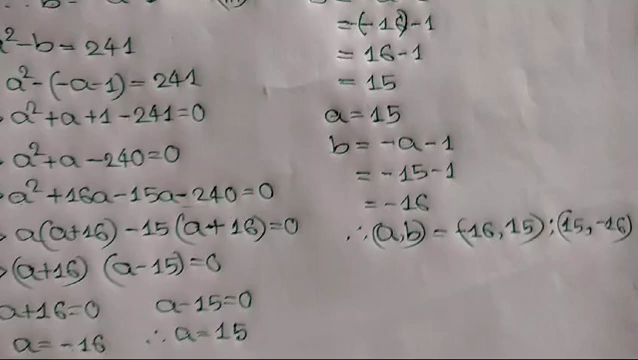 a²-b=241
a²-(-a-1)=241
a²+a+1-241=0
a²+a-240=0
a²+16a-15a-240=0
a(a+16)-15(a+16)=0
(a+16) (a-15)=0
a+16=0 a-15=0
a=-16 ∴a=15
=(-16)-1
=16-1
=15
a=15
b=-a-1
=-15-1
=-16
∴(a,b)=(-16,15);(15,-16)